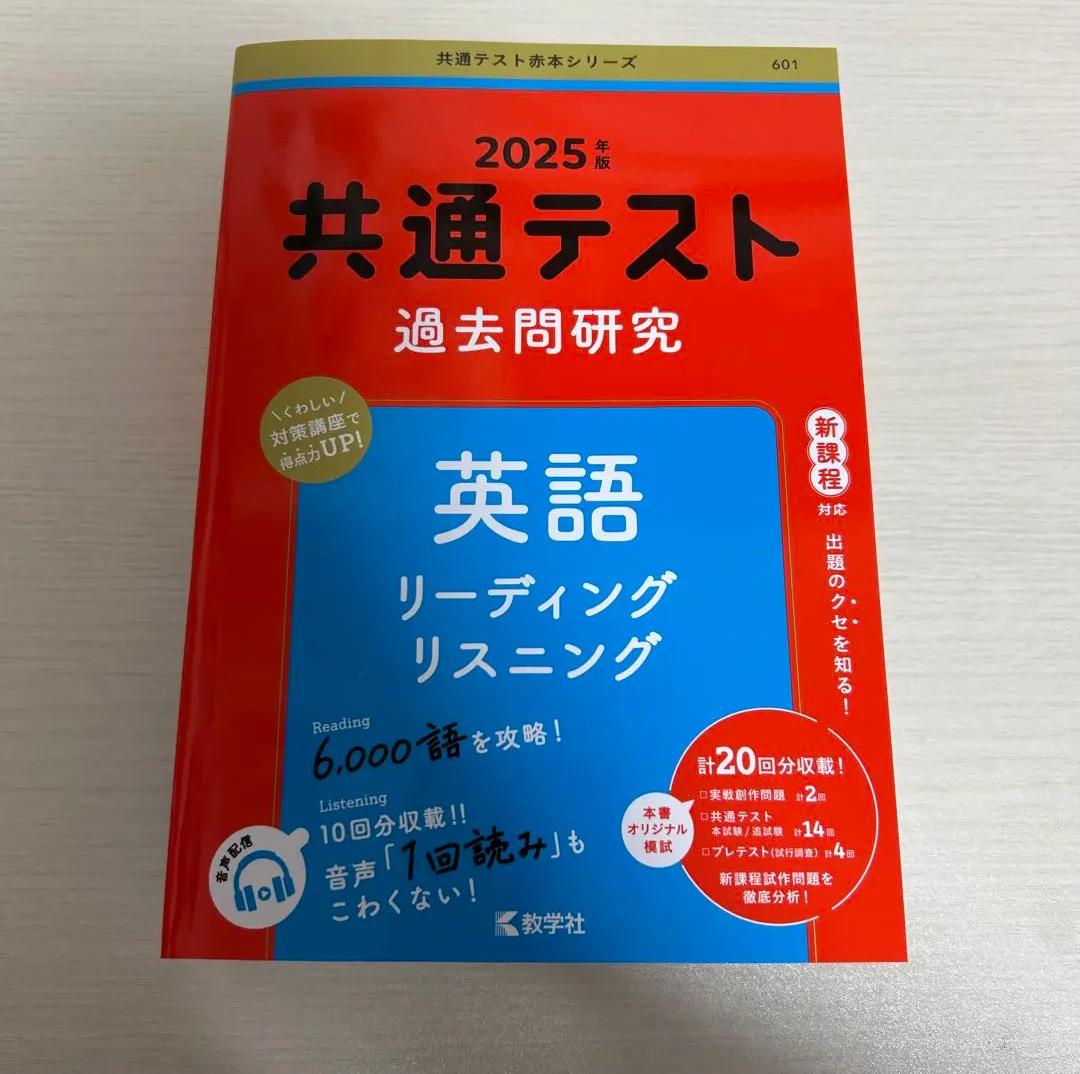 共通テスト赤本シリーズ
601
2025年版
共通テスト
過去問研究
\くわしい/
対策講座で
得点力UP!
英語
リーディング
リスニング
新課程
対応
出題のクセを知る!
Reading
6,000語を攻略!
Listening
10回分収載!!
音声「1回読み」も
こわくない!
音声配信
本書
オリジナル
模試
計20回分収載!
□実戦創作問題 計2回
□共通テスト
本試験/追試験 計14回
□プレテスト(試行調査) 計4回
新課程試作問題を
徹底分析!
教学社